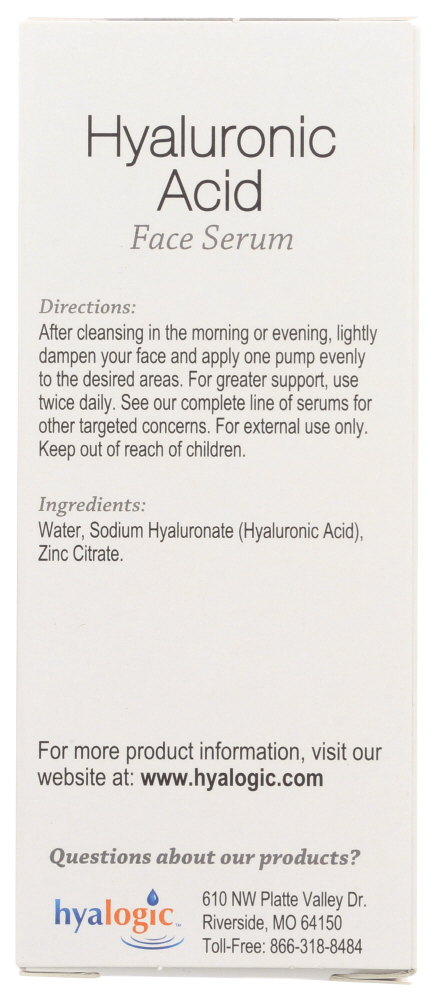 Hyaluronic
Acid
Face Serum
Directions:
After cleansing in the morning or evening, lightly
dampen your face and apply one pump evenly
to the desired areas. For greater support, use
twice daily. See our complete line of serums for
other targeted concerns. For external use only.
Keep out of reach of children.
Ingredients:
Water, Sodium Hyaluronate (Hyaluronic Acid),
Zinc Citrate.
For more product information, visit our
website at: www.hyalogic.com
Questions about our products?
hyalogic™
610 NW Platte Valley Dr.
Riverside, MO 64150
Toll-Free: 866-318-8484